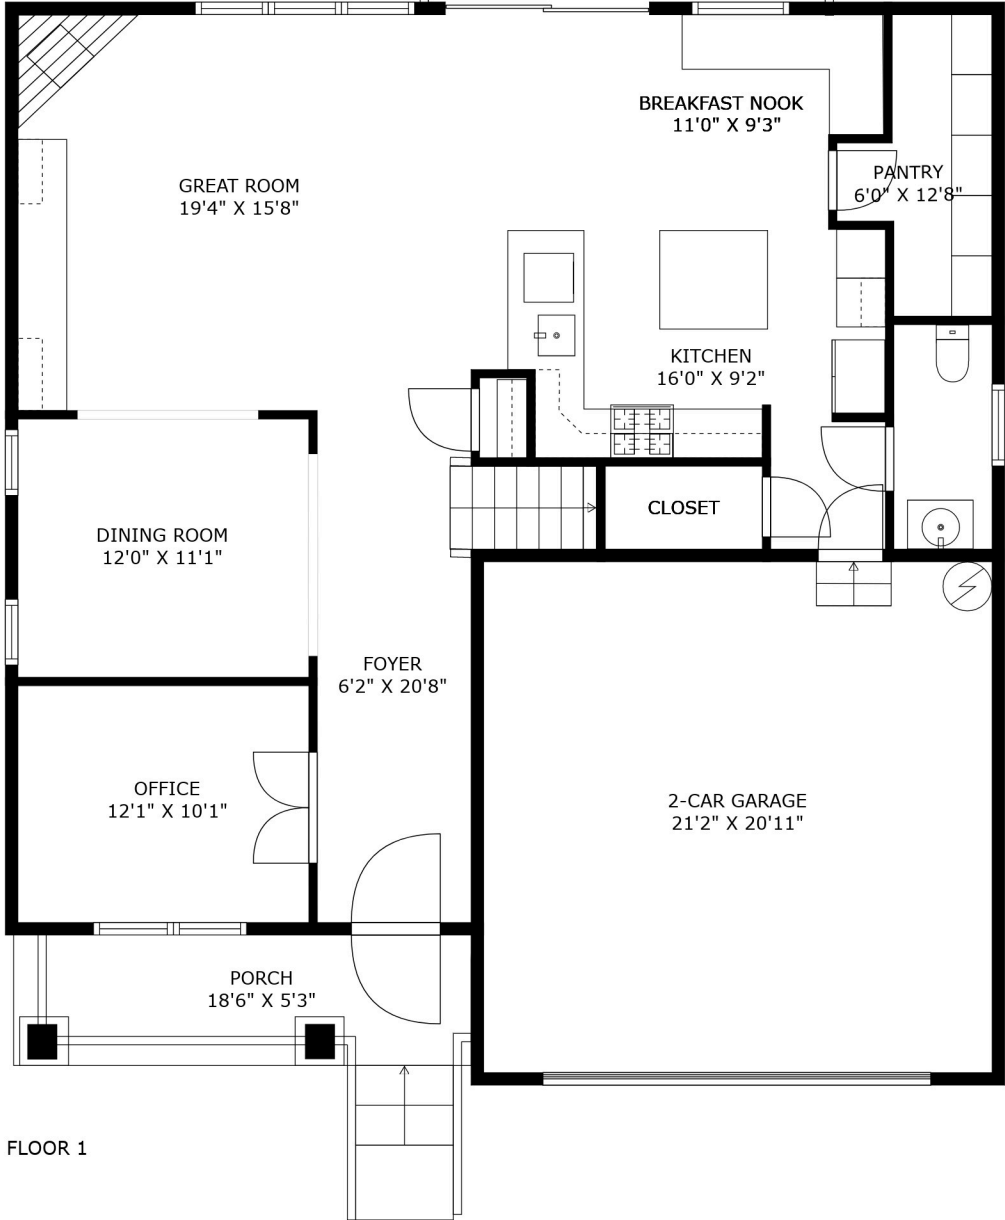 BREAKFAST NOOK
11'0" X 9'3"
PANTRY
6'0" X 12'8"
GREAT ROOM
19'4" X 15'8"
KITCHEN
16'0" X 9'2"
CLOSET
DINING ROOM
12'0" X 11'1"
FOYER
6'2" X 20'8"
OFFICE
12'1" X 10'1"
2-CAR GARAGE
21'2" X 20'11"
PORCH
18'6" X 5'3"
FLOOR 1